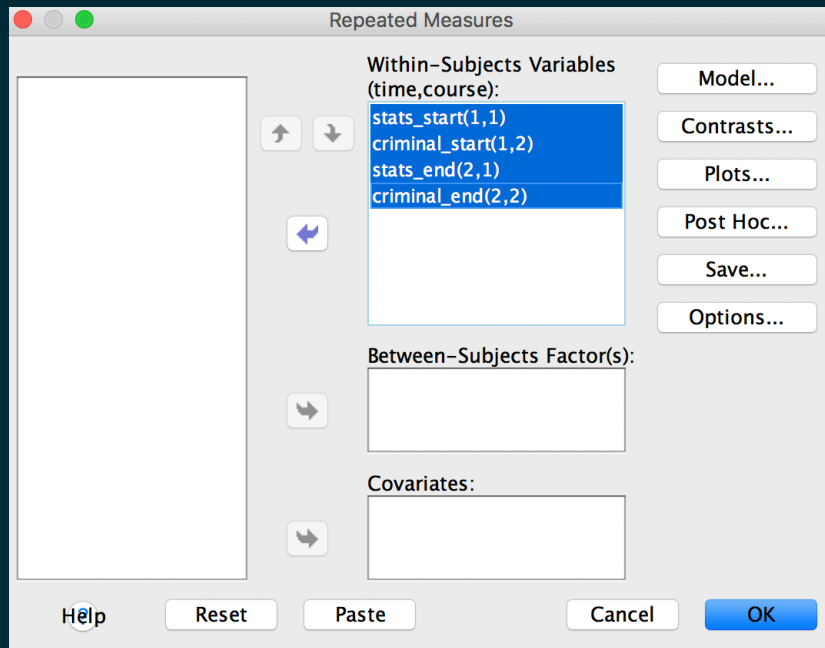 Repeated Measures
Within-Subjects Variables
(time,course):
stats_start(1,1)
criminal_start(1,2)
stats_end(2,1)
criminal_end(2,2)
Model...
Contrasts...
Plots...
Post Hoc...
Save...
Options...
Between-Subjects Factor(s):
Covariates:
Help
Reset
Paste
Cancel
OK